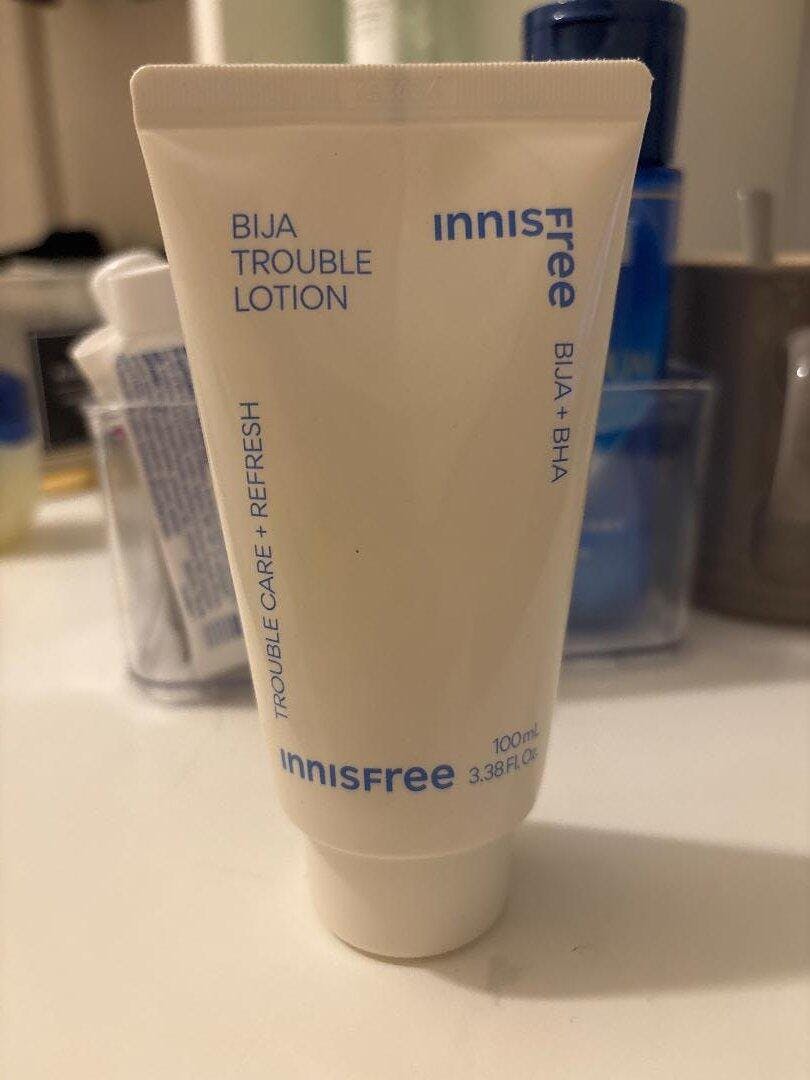 BIJA
TROUBLE
LOTION
INNISFree
BIJA + BHA
TROUBLE CARE + REFRESH
INNISFree
100mL
3.38 Fl. Oz.